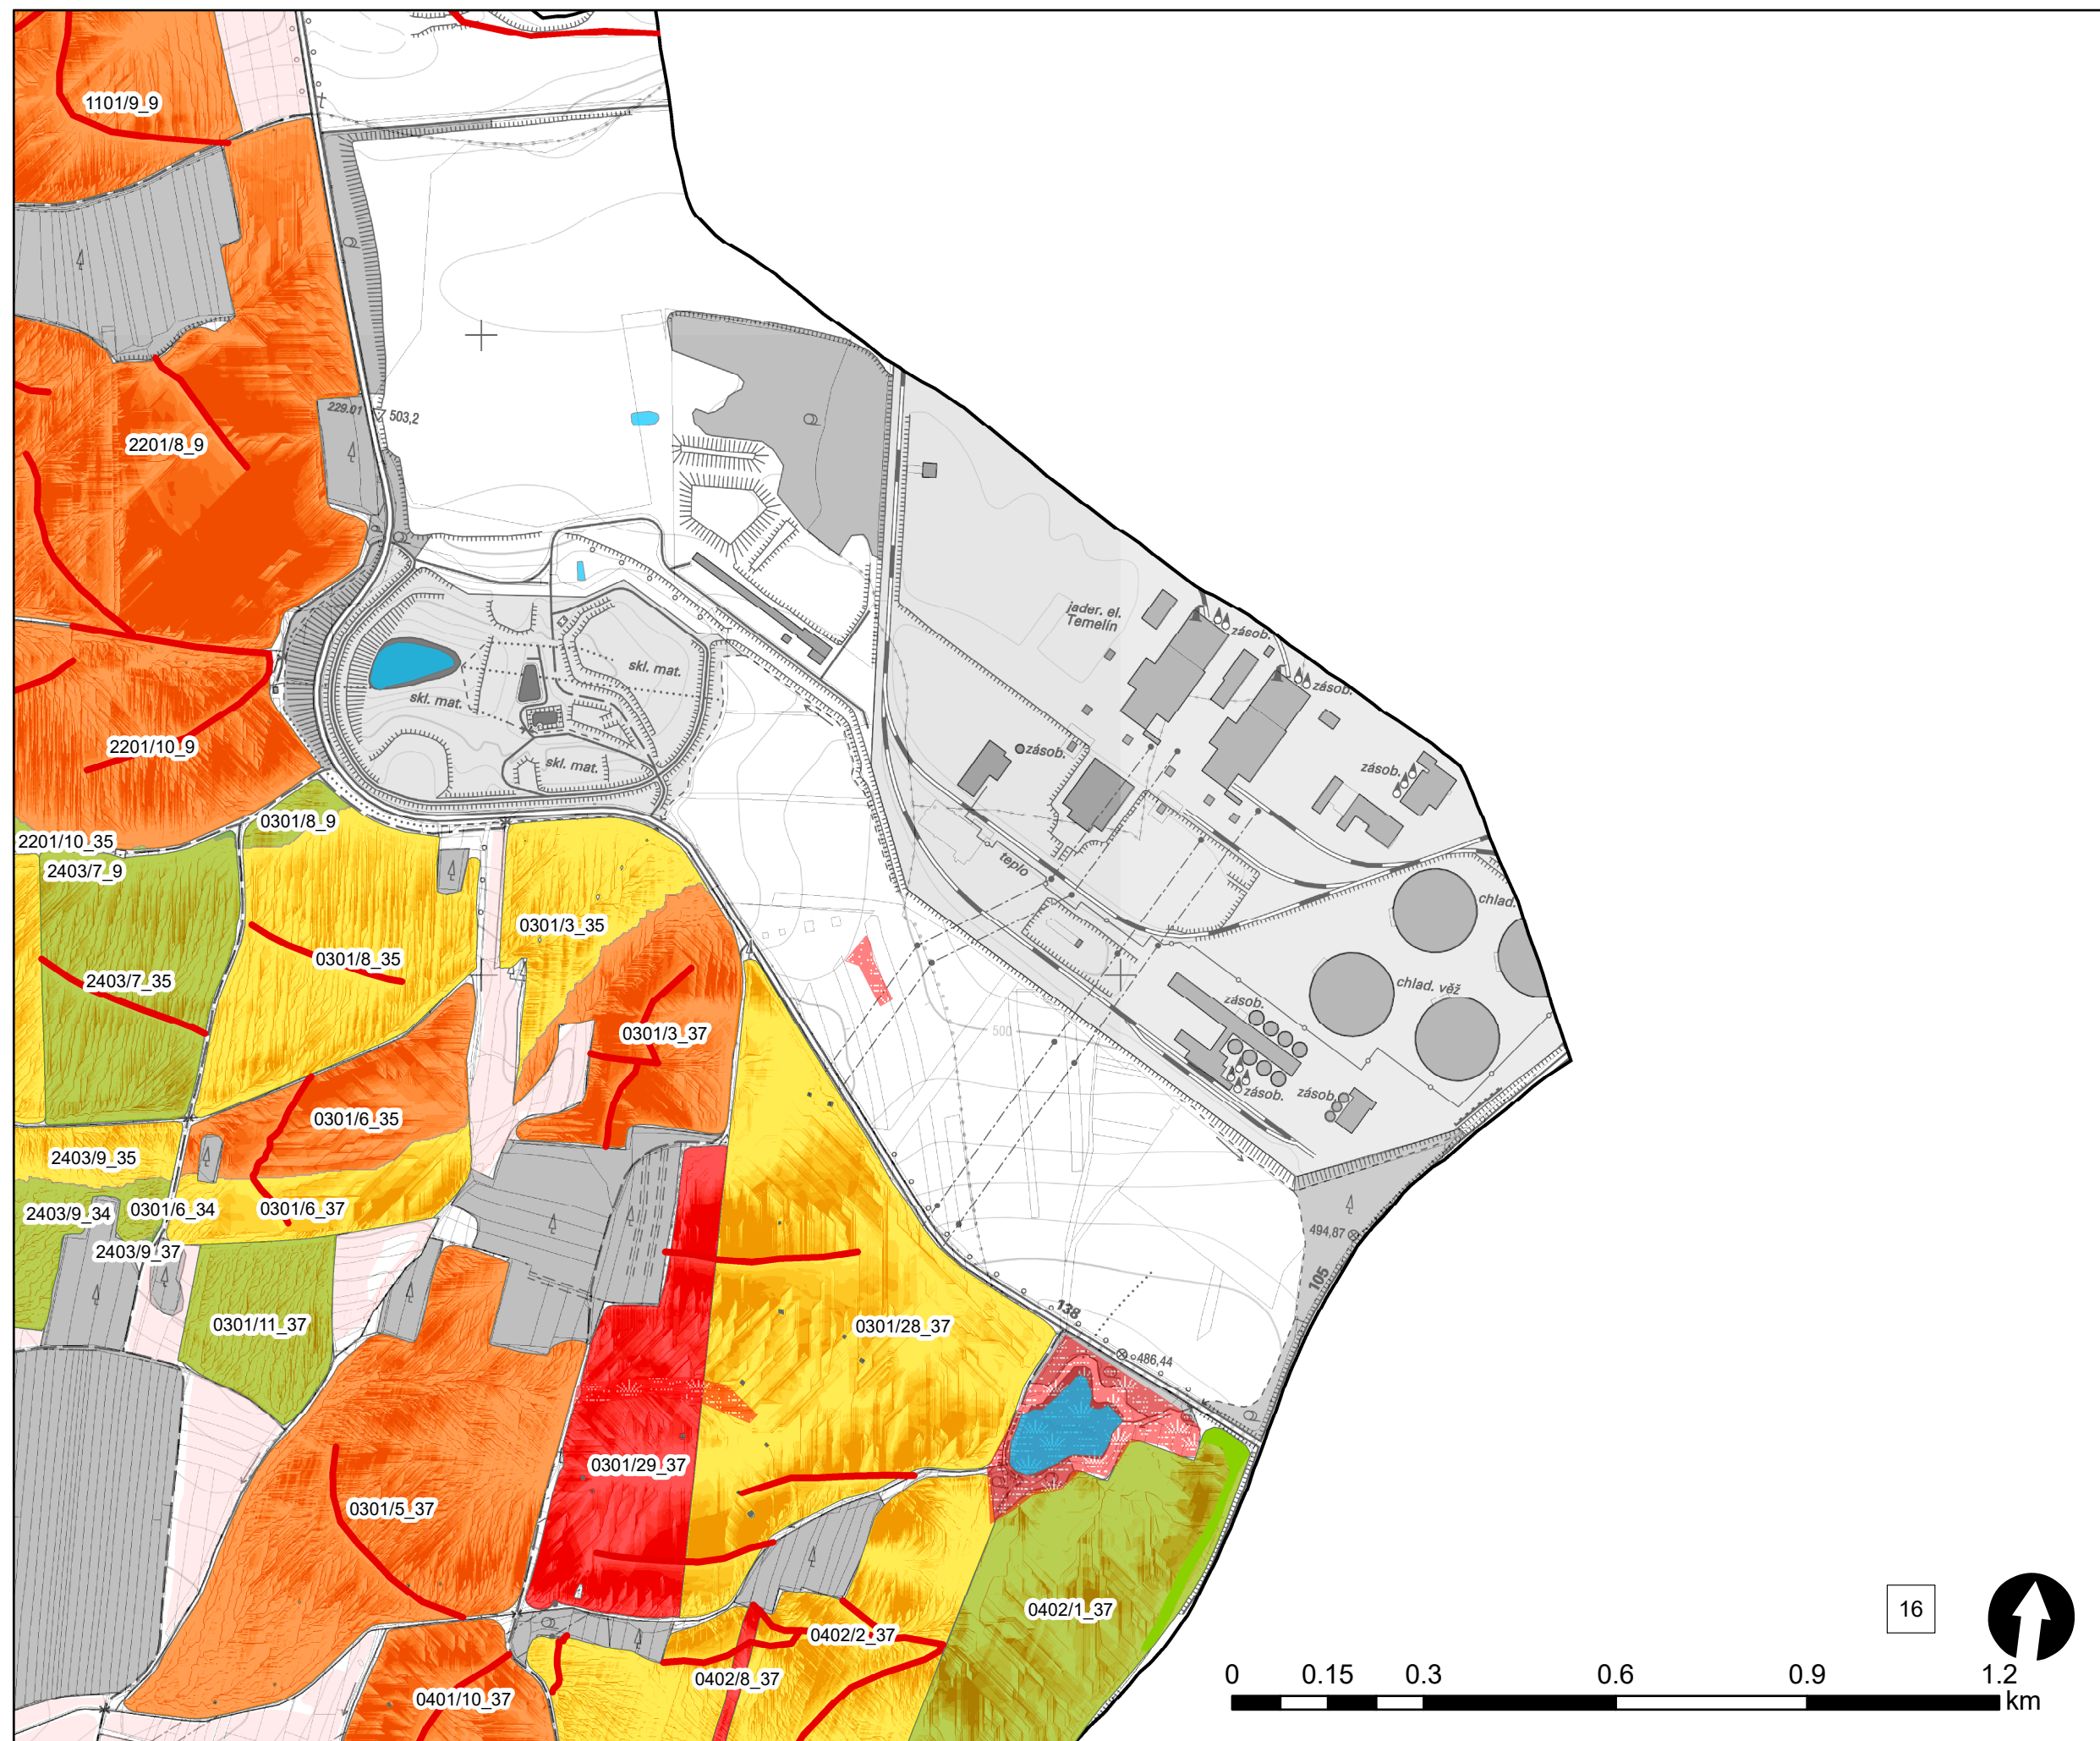 1101/9_9
229.01
503,2
2201/8_9
jader. el.
Temelín
zásob.
zásob.
skl. mat.
skl. mat.
skl. mat.
2201/10_9
zásob.
zásob.
0301/8_9
2201/10_35
2403/7_9
teplo
chlad.
0301/3_35
0301/8_35
2403/7_35
chlad. věž
zásob.
500
0301/3_37
zásob.
zásob.
0301/6_35
2403/9_35
2403/9_34
0301/6_34
0301/6_37
2403/9_37
494,87
105
138
0301/11_37
0301/28_37
486,44
0301/29_37
0301/5_37
0402/1_37
16
0402/2_37
0402/8_37
0401/10_37
0 0.15 0.3 0.6 0.9 1.2
km